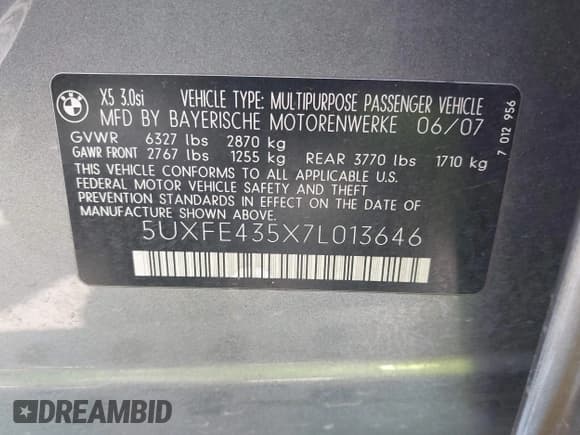 BMW
X5 3.0si VEHICLE TYPE: MULTIPURPOSE PASSENGER VEHICLE
MFD BY BAYERISCHE MOTORENWERKE 06/07
GVWR 6327 lbs 2870 kg
GAWR FRONT 2767 lbs 1255 kg REAR 3770 lbs 1710 kg
THIS VEHICLE CONFORMS TO ALL APPLICABLE U.S.
FEDERAL MOTOR VEHICLE SAFETY AND THEFT
PREVENTION STANDARDS IN EFFECT ON THE DATE OF
MANUFACTURE SHOWN ABOVE.
5UXFE435X7L013646
7 012 956
DREAMBID